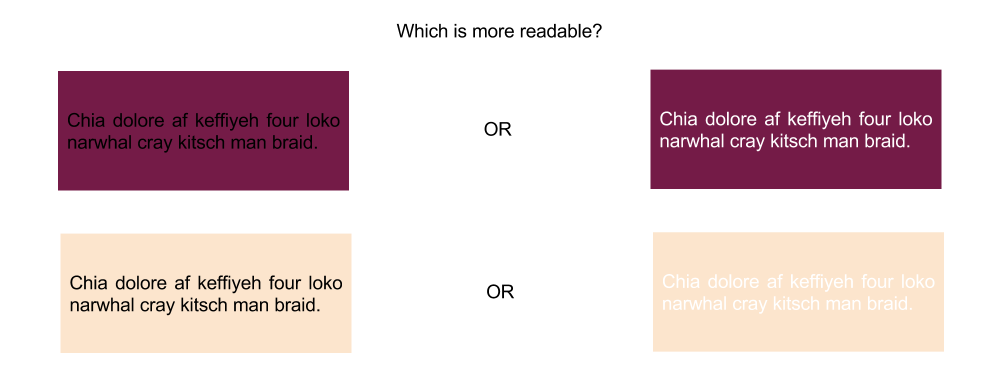 Which is more readable?
Chia dolore af keffiyeh four loko
narwhal cray kitsch man braid.
OR
Chia dolore af keffiyeh four loko
narwhal cray kitsch man braid.
Chia dolore af keffiyeh four loko
narwhal cray kitsch man braid.
OR
Chia dolore af keffiyeh four loko
narwhal cray kitsch man braid.